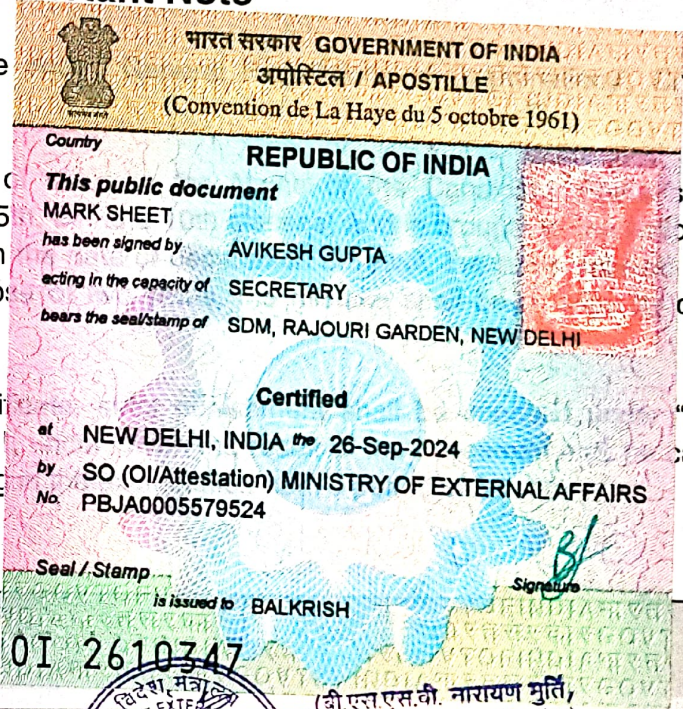 भारत सरकार GOVERNMENT OF INDIA
अपोस्टिल / APOSTILLE
(Convention de La Haye du 5 octobre 1961)
Country
REPUBLIC OF INDIA
This public document
MARK SHEET
has been signed by AVIKESH GUPTA
acting in the capacity of SECRETARY
bears the seal/stamp of SDM, RAJOURI GARDEN, NEW DELHI
Certified
at NEW DELHI, INDIA the 26-Sep-2024
by SO (OI/Attestation) MINISTRY OF EXTERNAL AFFAIRS
No. PBJA0005579524
Seal / Stamp
Signature
is issued to BALKRISH
OI 2610347
विदेश मंत्रालय
(बी.एस.एस.वी. नारायण मुर्ति)